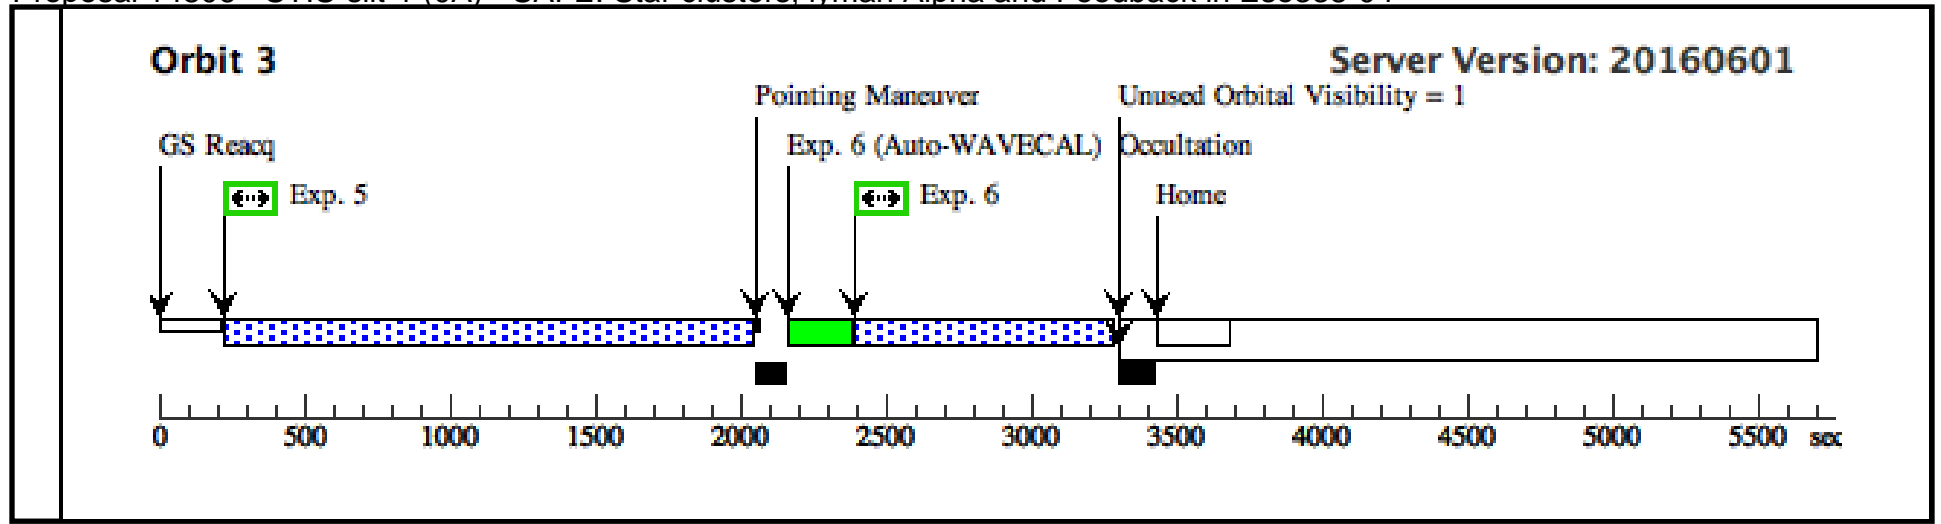 Orbit 3
Server Version: 20160601
Pointing Maneuver
Unused Orbital Visibility = 1
GS Reacq
Exp. 6 (Auto-WAVECAL)
Occultation
Exp. 5
Exp. 6
Home
0 500 1000 1500 2000 2500 3000 3500 4000 4500 5000 5500 sec